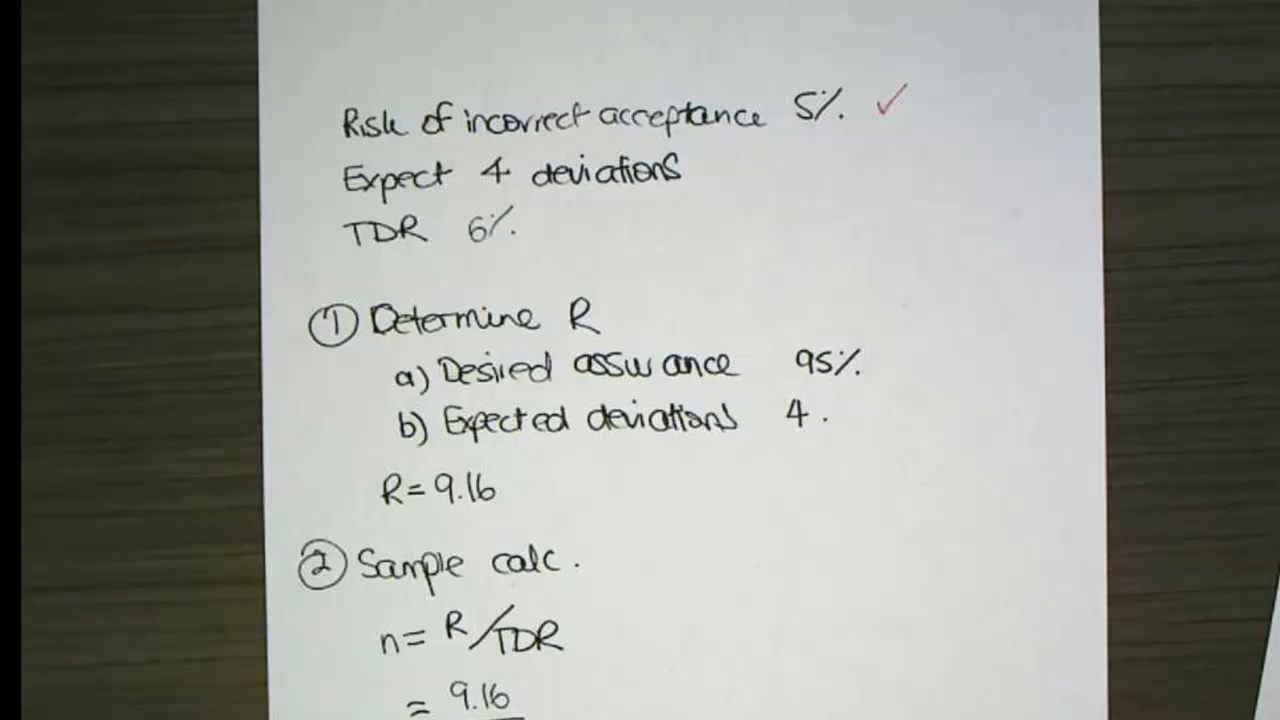 Risk of incorrect acceptance 5% ✓
Expect 4 deviations
TDR 6%.
① Determine R
a) Desired assurance 95%.
b) Expected deviations 4.
R = 9.16
② Sample calc.
n = R/TDR
= 9.16